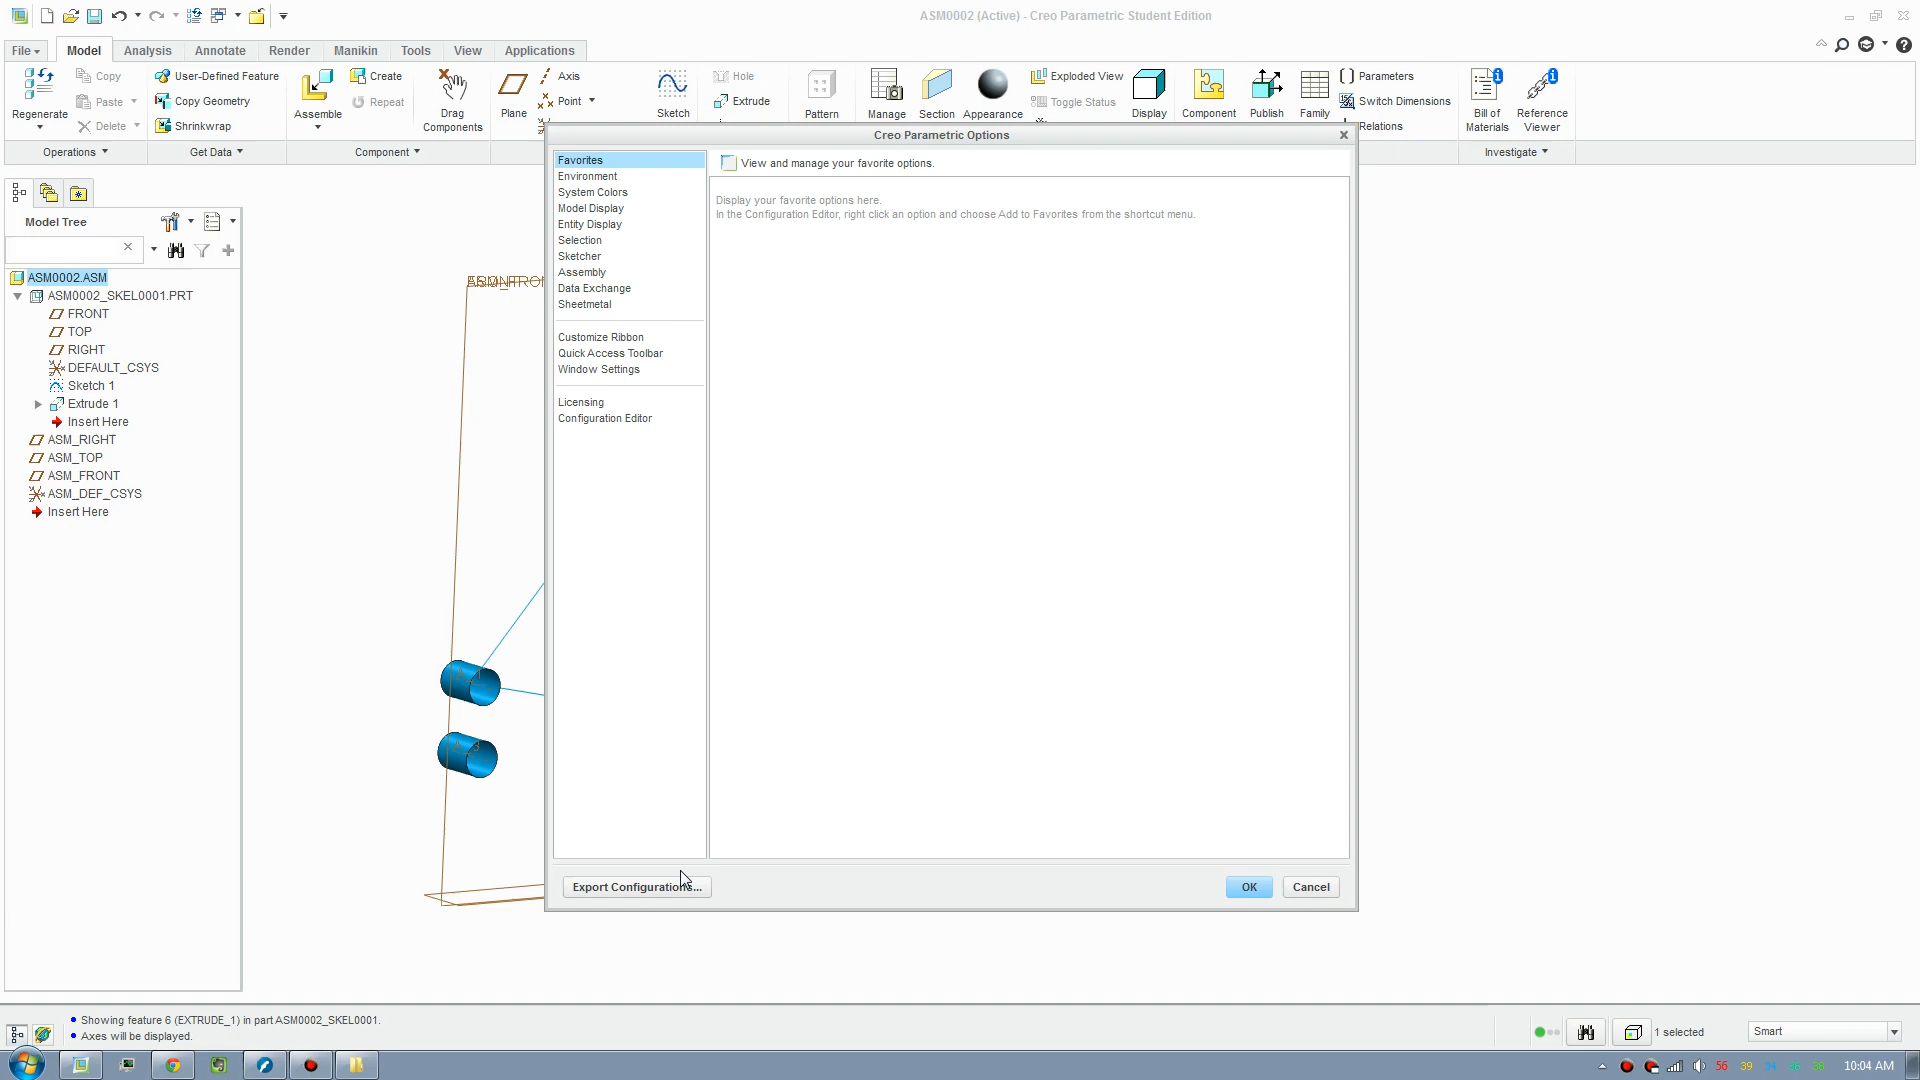 ASM0002 (Active) - Creo Parametric Student Edition
File
Model
Analysis
Annotate
Render
Manikin
Tools
View
Applications
Regenerate
Copy
Paste
Delete
Operations
User-Defined Feature
Copy Geometry
Shrinkwrap
Get Data
Assemble
Create
Repeat
Drag
Components
Component
Plane
Axis
Point
Sketch
Hole
Extrude
Pattern
Manage
Section
Appearance
Exploded View
Toggle Status
Display
Component
Publish
Family
Parameters
Switch Dimensions
Relations
Bill of
Materials
Reference
Viewer
Investigate
Model Tree
ASM0002.ASM
ASM0002_SKEL0001.PRT
FRONT
TOP
RIGHT
DEFAULT_CSYS
Sketch 1
Extrude 1
Insert Here
ASM_RIGHT
ASM_TOP
ASM_FRONT
ASM_DEF_CSYS
Insert Here
Creo Parametric Options
Favorites
Environment
System Colors
Model Display
Entity Display
Selection
Sketcher
Assembly
Data Exchange
Sheetmetal
Customize Ribbon
Quick Access Toolbar
Window Settings
Licensing
Configuration Editor
View and manage your favorite options.
Display your favorite options here.
In the Configuration Editor, right click an option and choose Add to Favorites from the shortcut menu.
Export Configurations...
OK
Cancel
Showing feature 6 (EXTRUDE_1) in part ASM0002_SKEL0001.
Axes will be displayed.
1 selected
Smart
56
39
10:04 AM